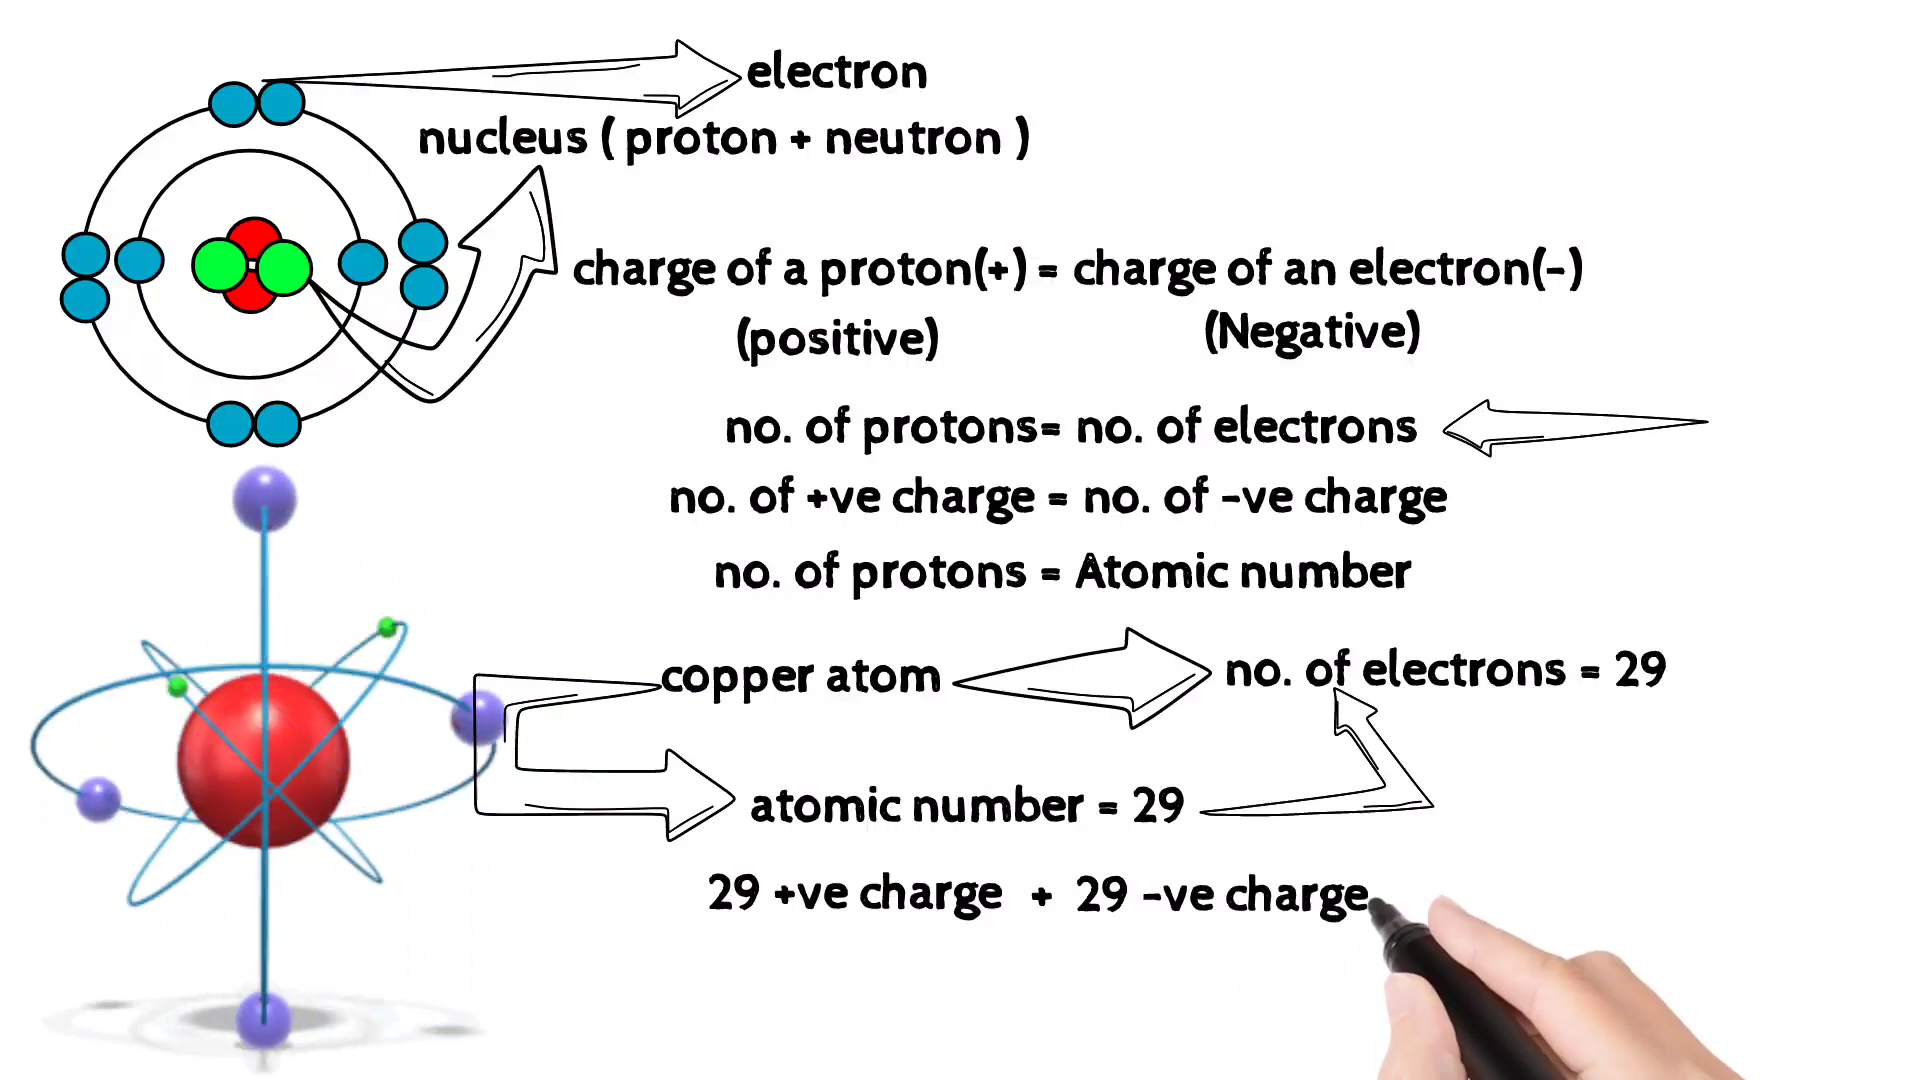 electron
nucleus ( proton + neutron )
charge of a proton(+) = charge of an electron(-)
(positive) (Negative)
no. of protons= no. of electrons
no. of +ve charge = no. of -ve charge
no. of protons = Atomic number
copper atom no. of electrons = 29
atomic number = 29
29 +ve charge + 29 -ve charge